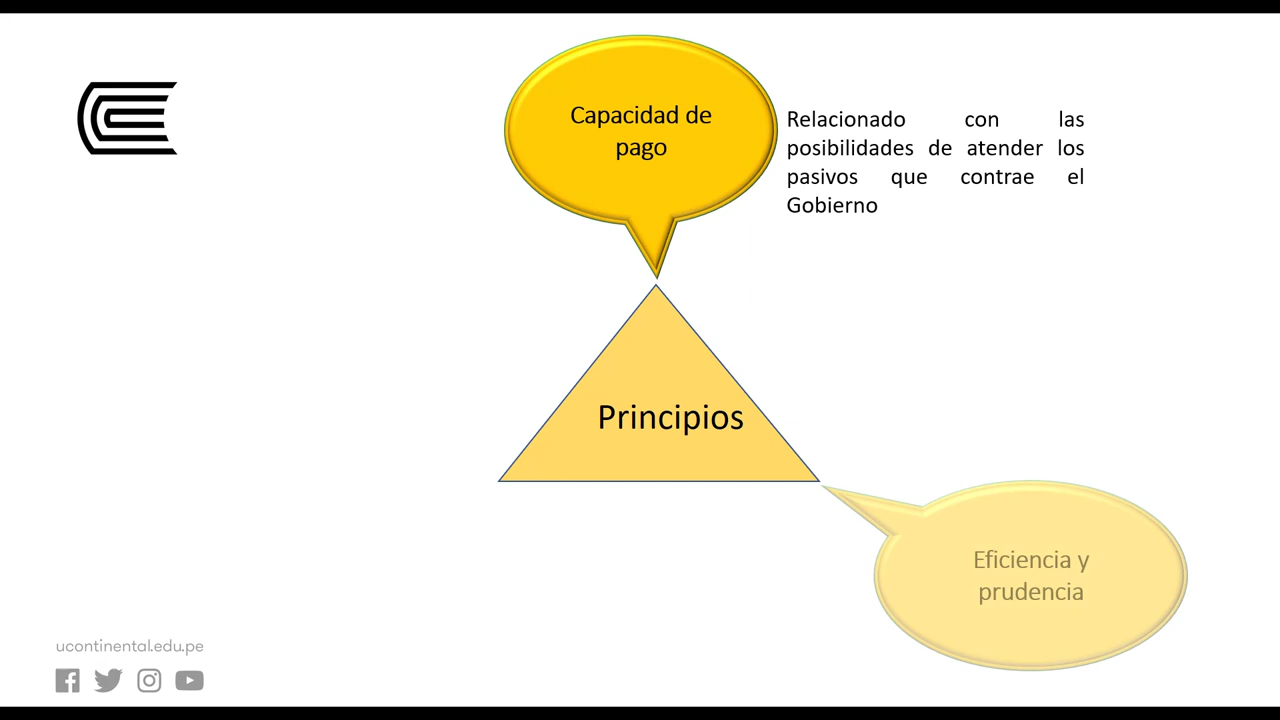 Capacidad de
pago
Relacionado con las
posibilidades de atender los
pasivos que contrae el
Gobierno
Principios
Eficiencia y
prudencia
ucontinental.edu.pe